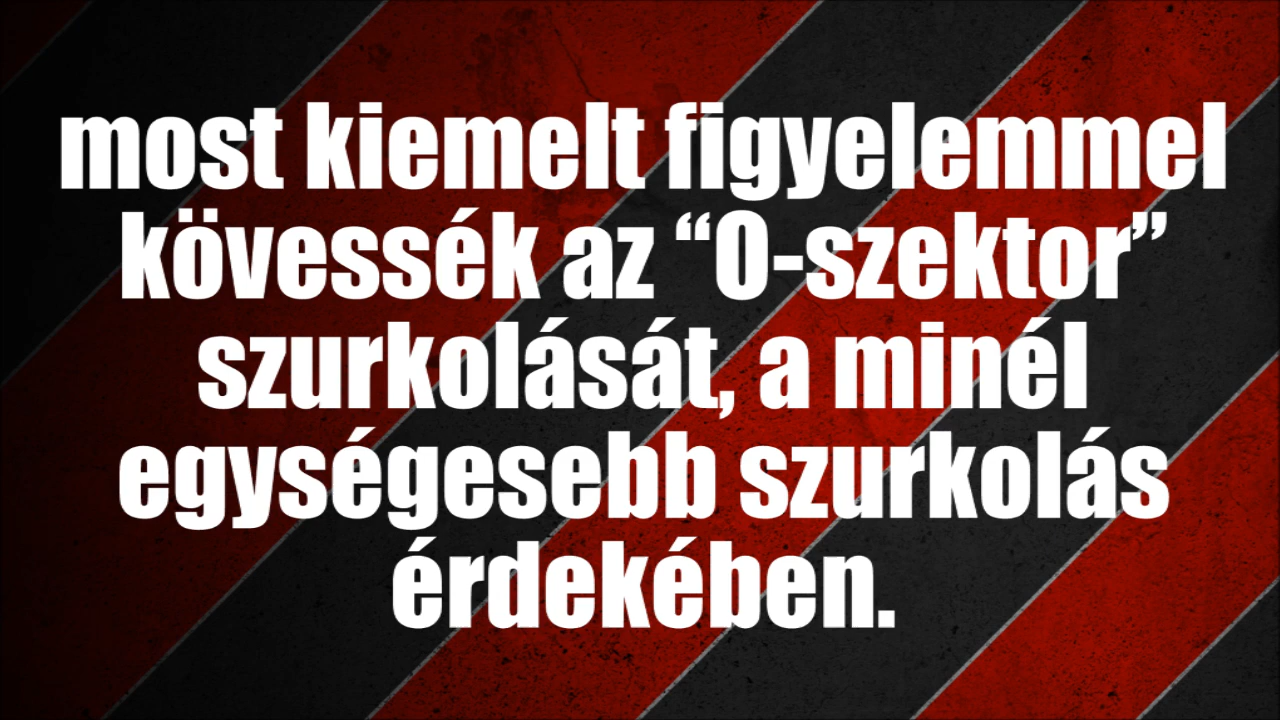 most kiemelt figyelemmel
kövessék az “O-szektor”
szurkolását, a minél
egységesebb szurkolás
érdekében.